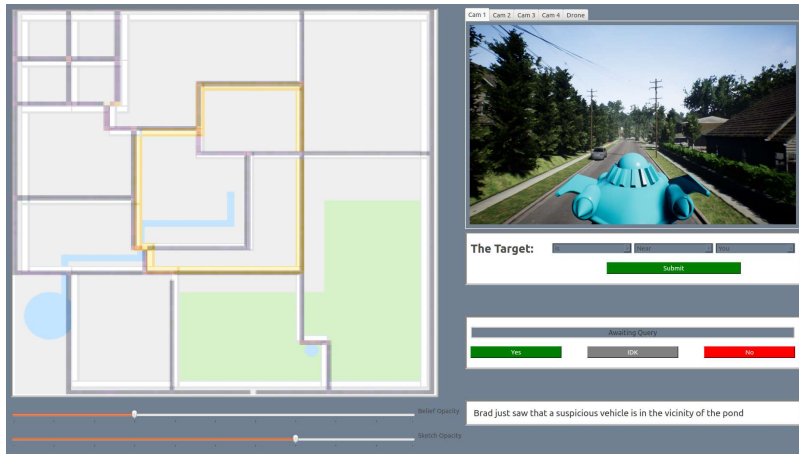 Cam 1 Cam 2 Cam 3 Cam 4 Drone
The Target: Is Near You
Submit
Awaiting Query
Yes IDK No
Belief Opacity
Brad just saw that a suspicious vehicle is in the vicinity of the pond
Sketch Opacity